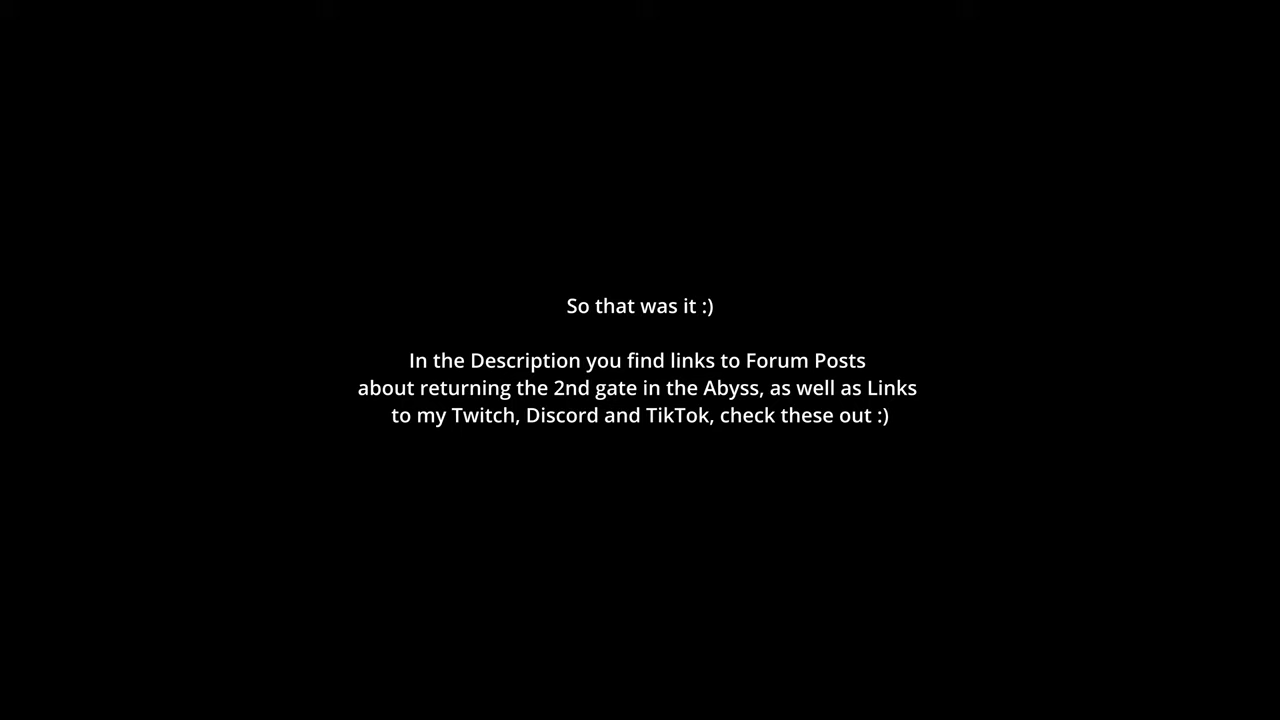 So that was it :)
In the Description you find links to Forum Posts
about returning the 2nd gate in the Abyss, as well as Links
to my Twitch, Discord and TikTok, check these out :)